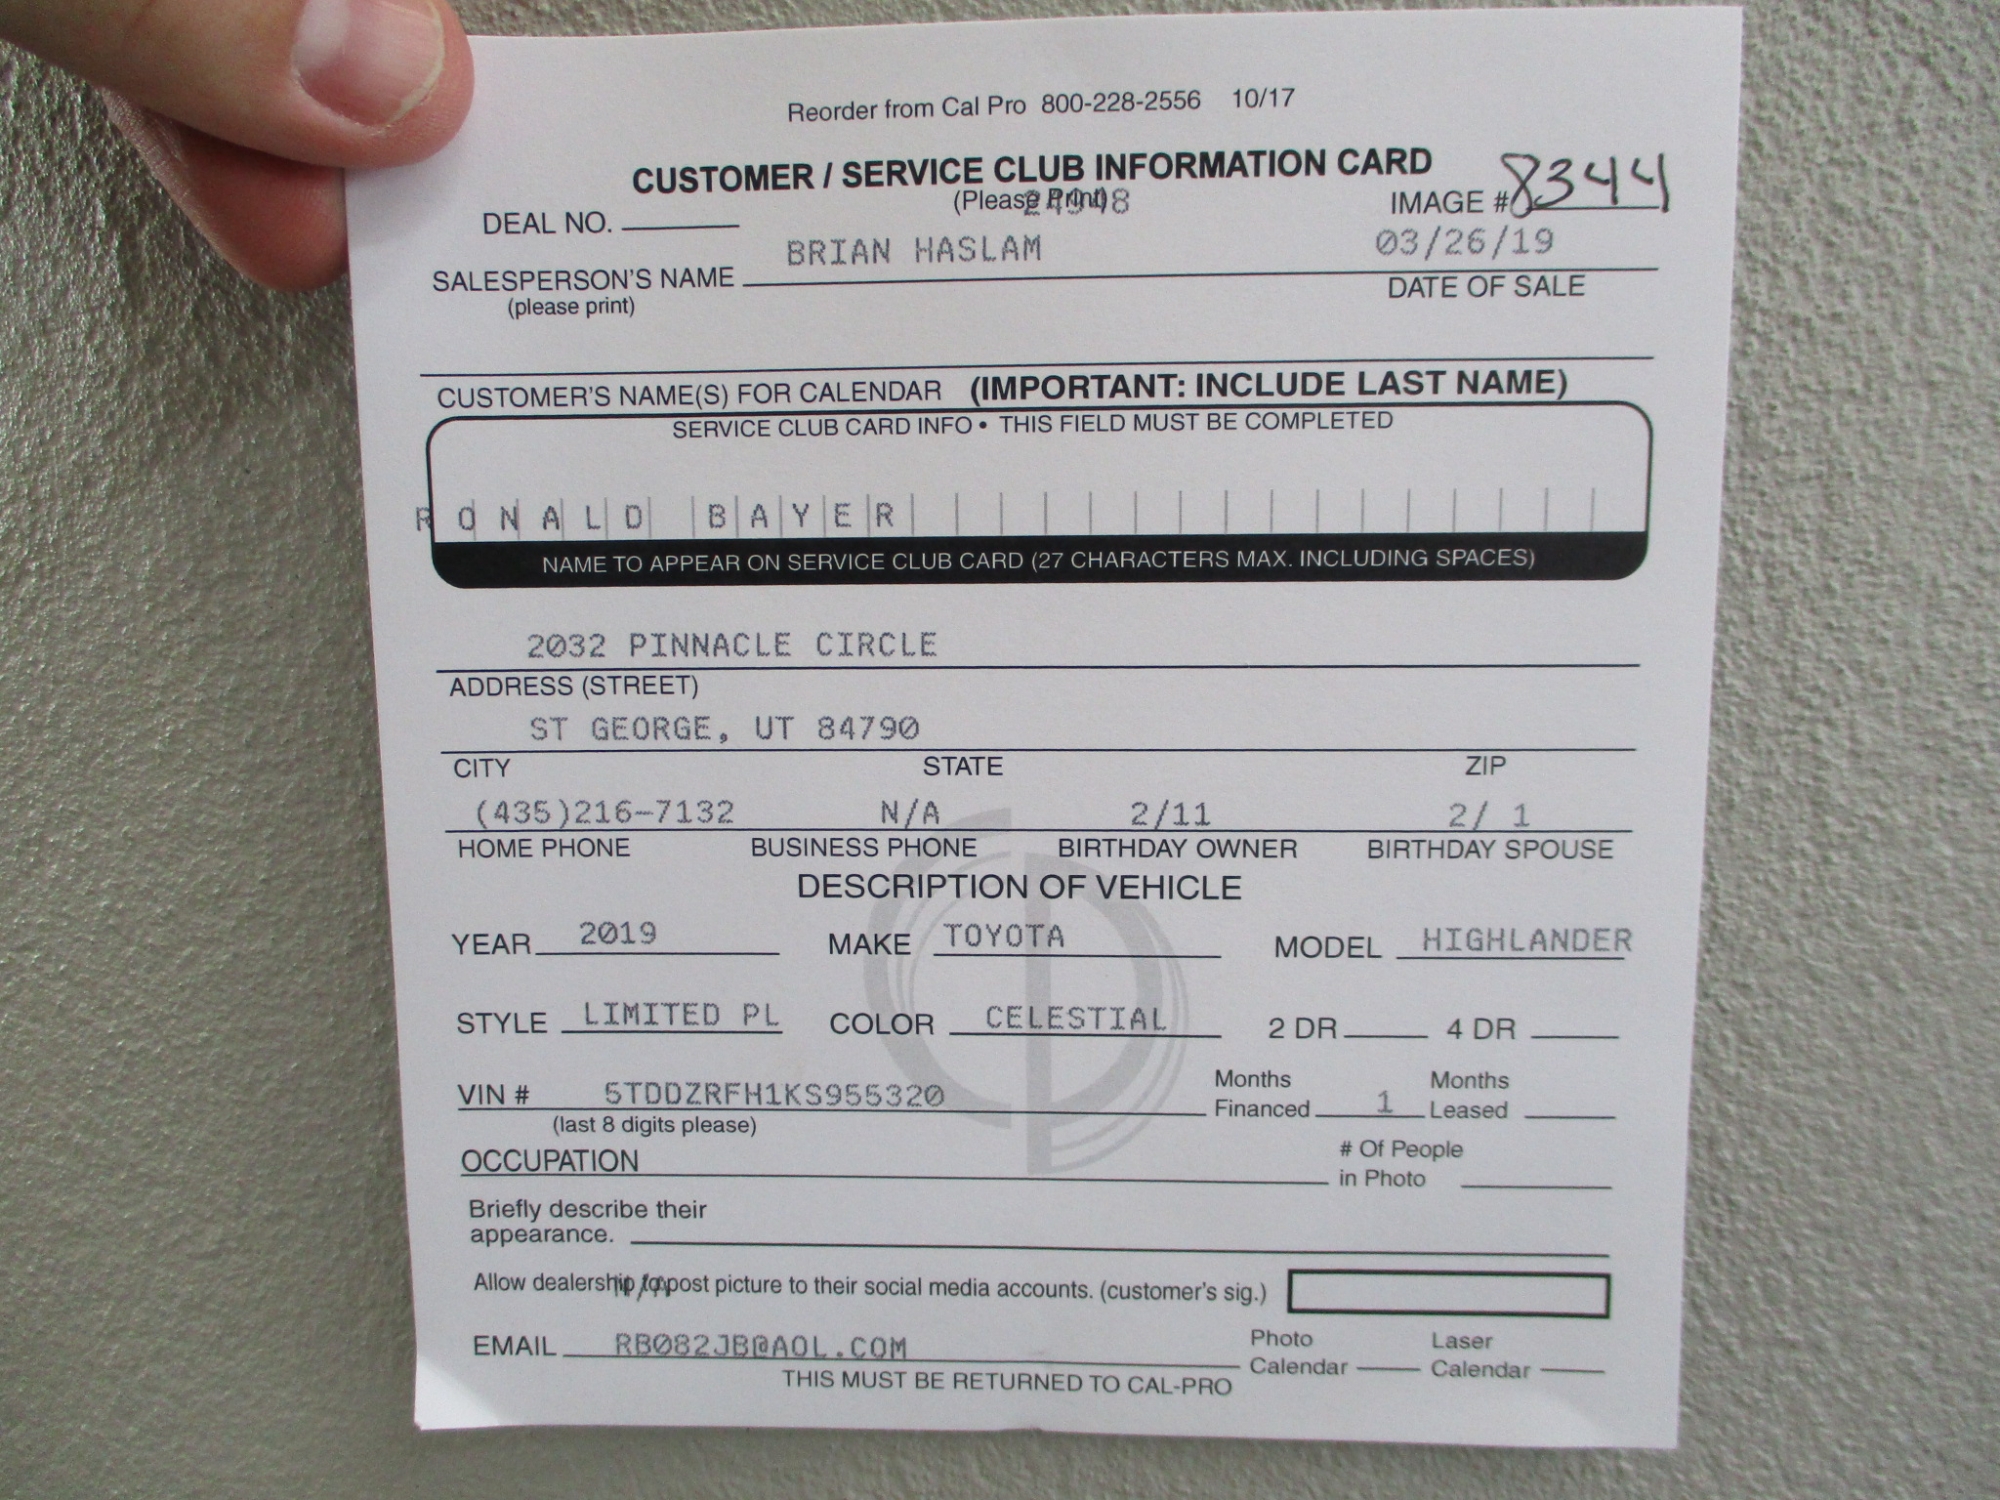 Reorder from Cal Pro 800-228-2556 10/17
CUSTOMER / SERVICE CLUB INFORMATION CARD
(Please Print)
DEAL NO. IMAGE # 8344
BRIAN HASLAM 03/26/19
SALESPERSON'S NAME DATE OF SALE
(please print)
CUSTOMER'S NAME(S) FOR CALENDAR (IMPORTANT: INCLUDE LAST NAME)
SERVICE CLUB CARD INFO • THIS FIELD MUST BE COMPLETED
RONALD BAYER
NAME TO APPEAR ON SERVICE CLUB CARD (27 CHARACTERS MAX. INCLUDING SPACES)
2032 PINNACLE CIRCLE
ADDRESS (STREET)
ST GEORGE, UT 84790
CITY STATE ZIP
(435)216-7132 N/A 2/11 2/ 1
HOME PHONE BUSINESS PHONE BIRTHDAY OWNER BIRTHDAY SPOUSE
DESCRIPTION OF VEHICLE
YEAR 2019 MAKE TOYOTA MODEL HIGHLANDER
STYLE LIMITED PL COLOR CELESTIAL 2 DR 4 DR
VIN # 5TDDZRFH1KS955320 Months Financed 1 Months Leased
(last 8 digits please)
OCCUPATION # Of People in Photo
Briefly describe their
appearance.
Allow dealership to post picture to their social media accounts. (customer's sig.)
N/A
EMAIL RB082JB@AOL.COM Photo Calendar Laser Calendar
THIS MUST BE RETURNED TO CAL-PRO